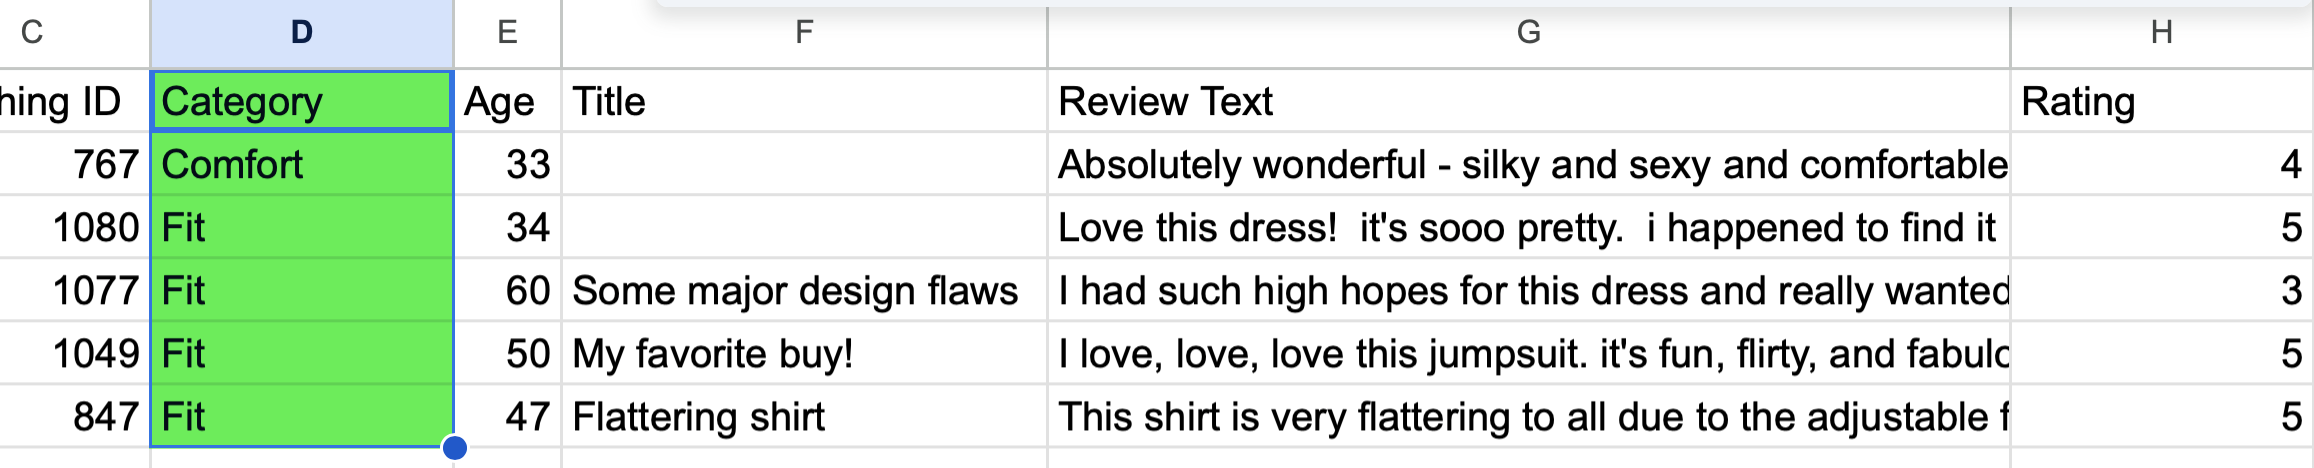 C D E F G H
hing ID Category Age Title Review Text Rating
767 Comfort 33 Absolutely wonderful - silky and sexy and comfortable 4
1080 Fit 34 Love this dress!  it's sooo pretty.  i happened to find it 5
1077 Fit 60 Some major design flaws I had such high hopes for this dress and really wanted 3
1049 Fit 50 My favorite buy! I love, love, love this jumpsuit. it's fun, flirty, and fabulo 5
847 Fit 47 Flattering shirt This shirt is very flattering to all due to the adjustable f 5